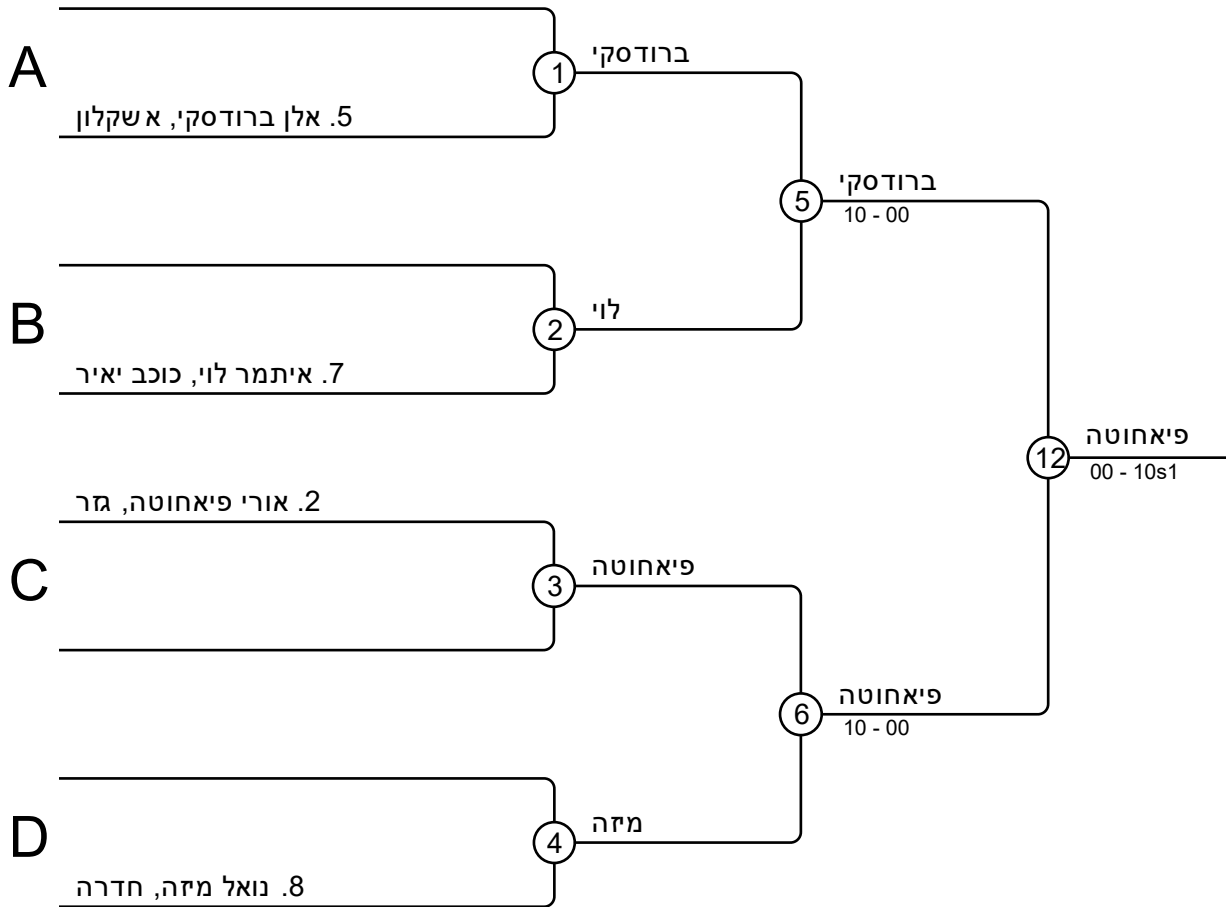 A
1
ברודסקי
5. אלן ברודסקי, אשקלון
5
ברודסקי
10 - 00
B
2
לוי
7. איתמר לוי, כוכב יאיר
12
פיאחוטה
00 - 10s1
2. אורי פיאחוטה, גזר
C
3
פיאחוטה
6
פיאחוטה
10 - 00
D
4
מיזה
8. נואל מיזה, חדרה